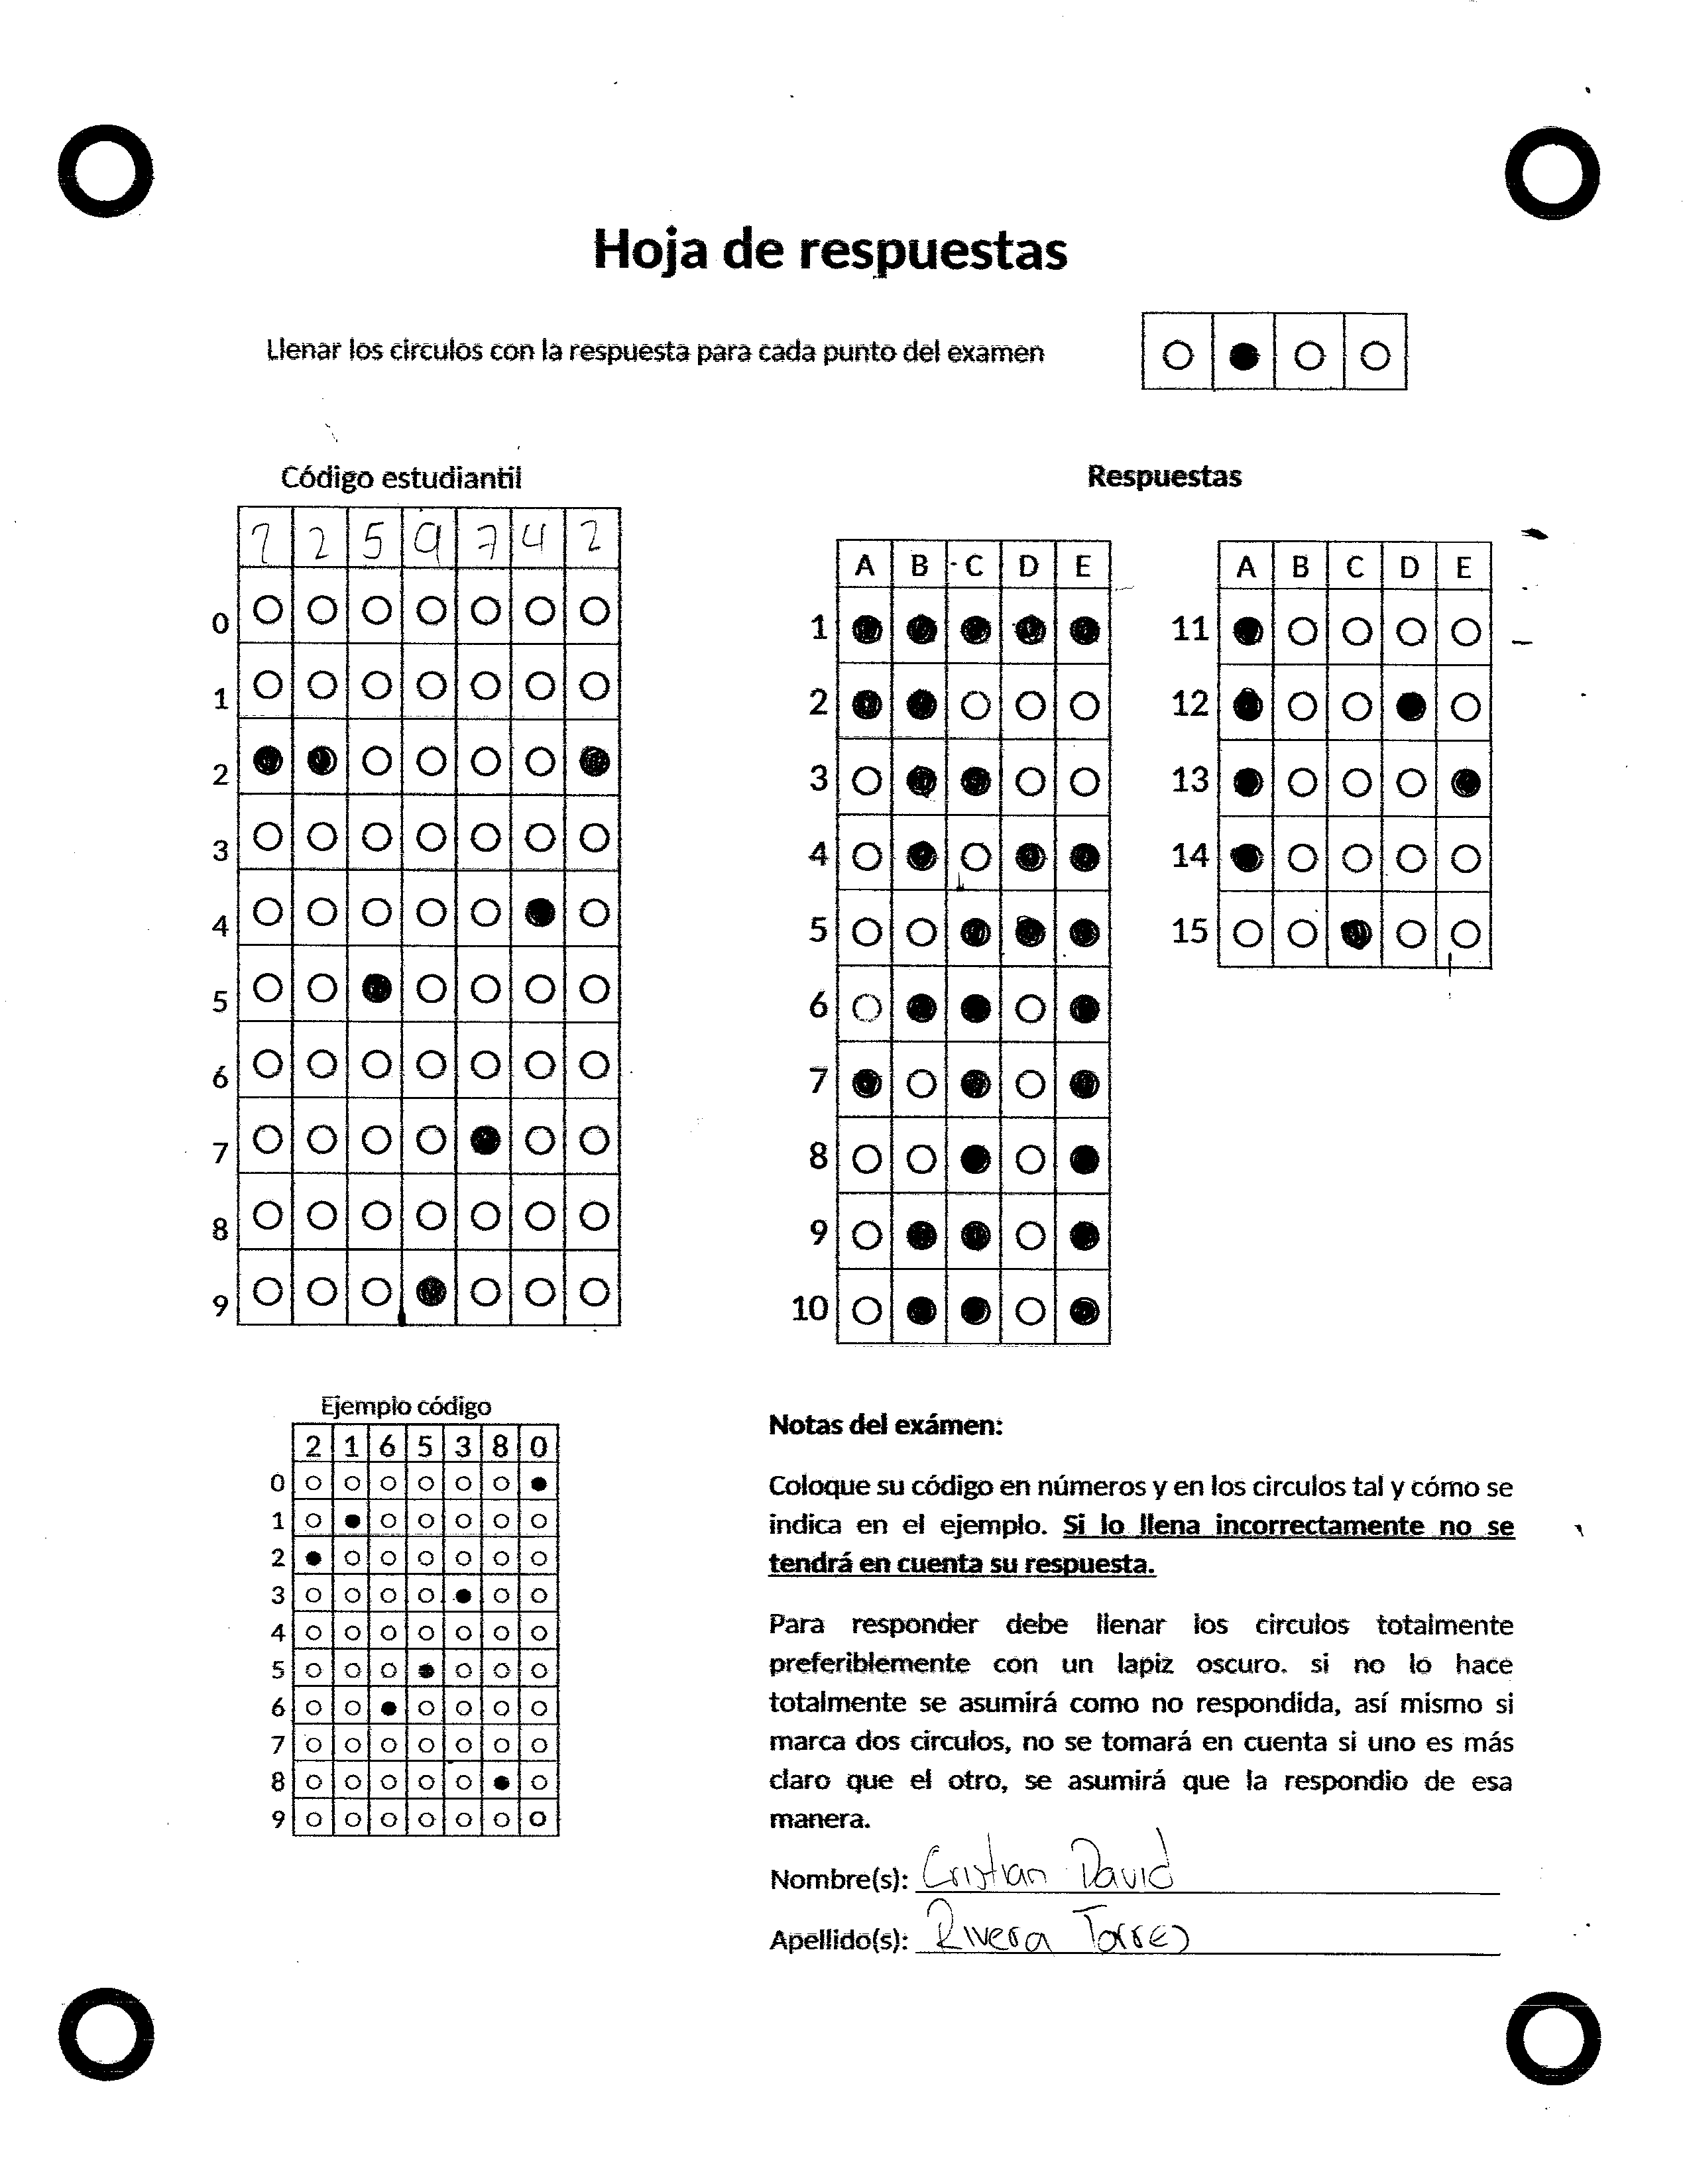 Hoja de respuestas
Llenar los circulos con la respuesta para cada punto del examen
Código estudiantil
2 2 5 9 7 4 2
0
1
2
3
4
5
6
7
8
9
Respuestas
A B C D E
1
2
3
4
5
6
7
8
9
10
A B C D E
11
12
13
14
15
Ejemplo código
2 1 6 5 3 8 0
0
1
2
3
4
5
6
7
8
9
Notas del exámen:
Coloque su código en números y en los circulos tal y cómo se
indica en el ejemplo. Si lo llena incorrectamente no se
tendrá en cuenta su respuesta.
Para responder debe llenar los circulos totalmente
preferiblemente con un lapiz oscuro. si no lo hace
totalmente se asumirá como no respondida, así mismo si
marca dos circulos, no se tomará en cuenta si uno es más
claro que el otro, se asumirá que la respondio de esa
manera.
Nombre(s): Cristian David
Apellido(s): Rivera Torres